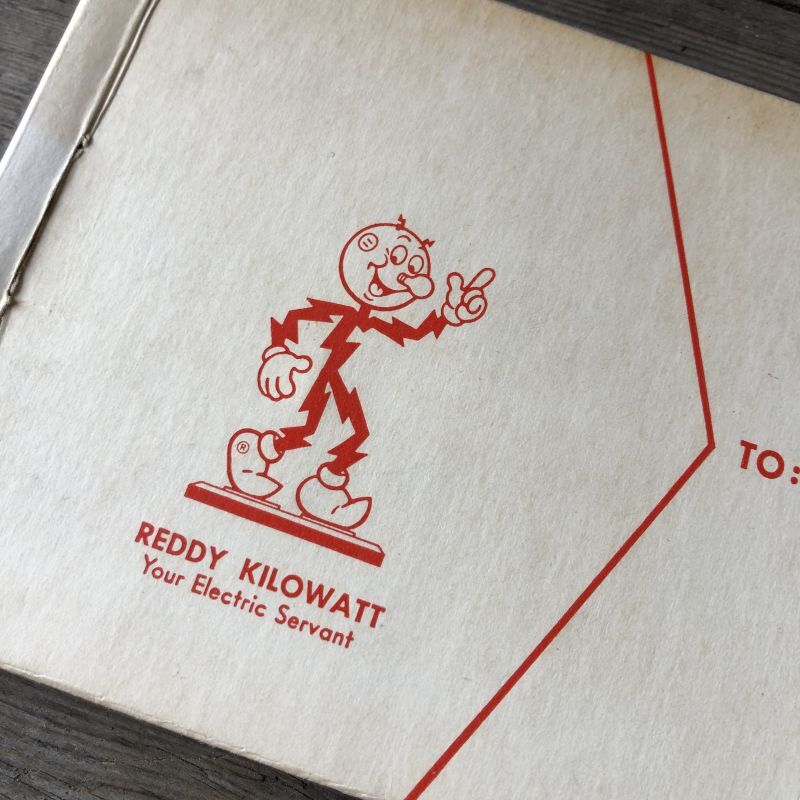 ®
REDDY KILOWATT
Your Electric Servant
TO: